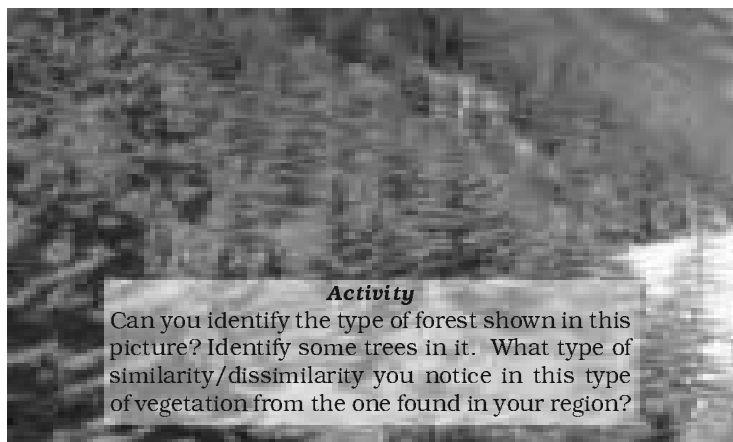 Activity
Can you identify the type of forest shown in this
picture? Identify some trees in it. What type of
similarity/dissimilarity you notice in this type
of vegetation from the one found in your region?